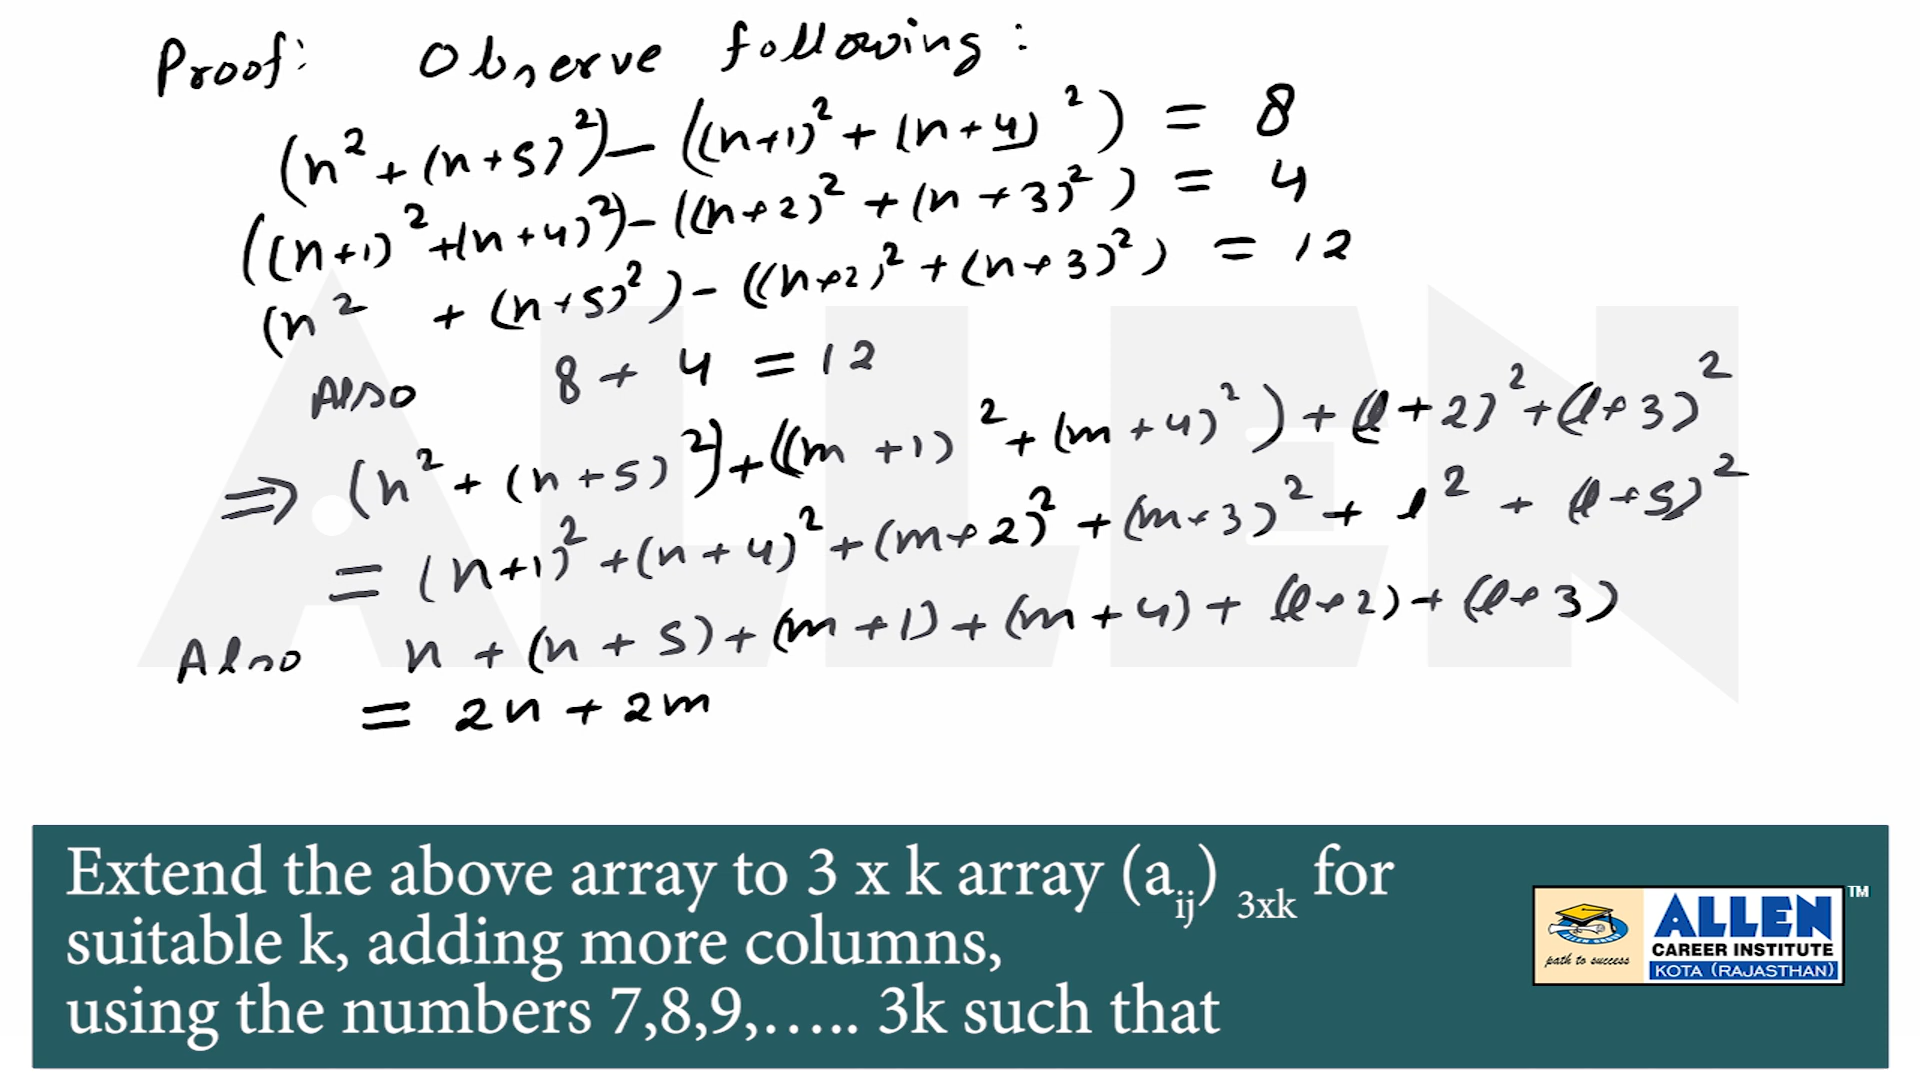 Proof: Observe following:
(n² + (n+5)²) − ((n+1)² + (n+4)²) = 8
((n+1)² + (n+4)²) − ((n+2)² + (n+3)²) = 4
(n² + (n+5)²) − ((n+2)² + (n+3)²) = 12
Also 8 + 4 = 12
⇒ (n² + (n+5)²) + ((m+1)² + (m+4)²) + (l+2)² + (l+3)²
= (n+1)² + (n+4)² + (m+2)² + (m+3)² + l² + (l+5)²
Also n + (n+5) + (m+1) + (m+4) + (l+2) + (l+3)
= 2n + 2m
ALLEN
Extend the above array to 3 x k array (aᵢⱼ) ₃ₓₖ for
suitable k, adding more columns,
using the numbers 7,8,9,….. 3k such that
ALLEN™
CAREER INSTITUTE
KOTA (RAJASTHAN)
path to success